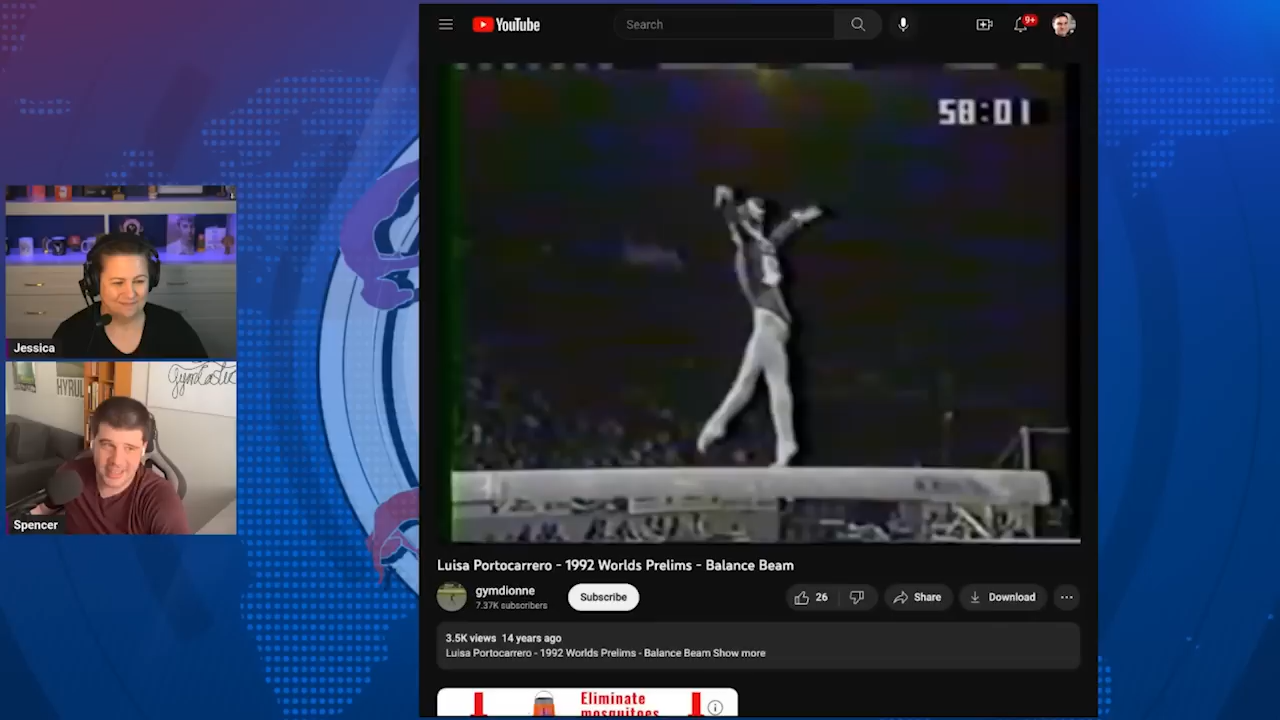 YouTube
Search
9+
58:01
Jessica
HYRUL
GymCastic
Spencer
Luisa Portocarrero - 1992 Worlds Prelims - Balance Beam
gymdionne
7.37K subscribers
Subscribe
26
Share
Download
3.5K views 14 years ago
Luisa Portocarrero - 1992 Worlds Prelims - Balance Beam Show more
Eliminate
mosquitoes